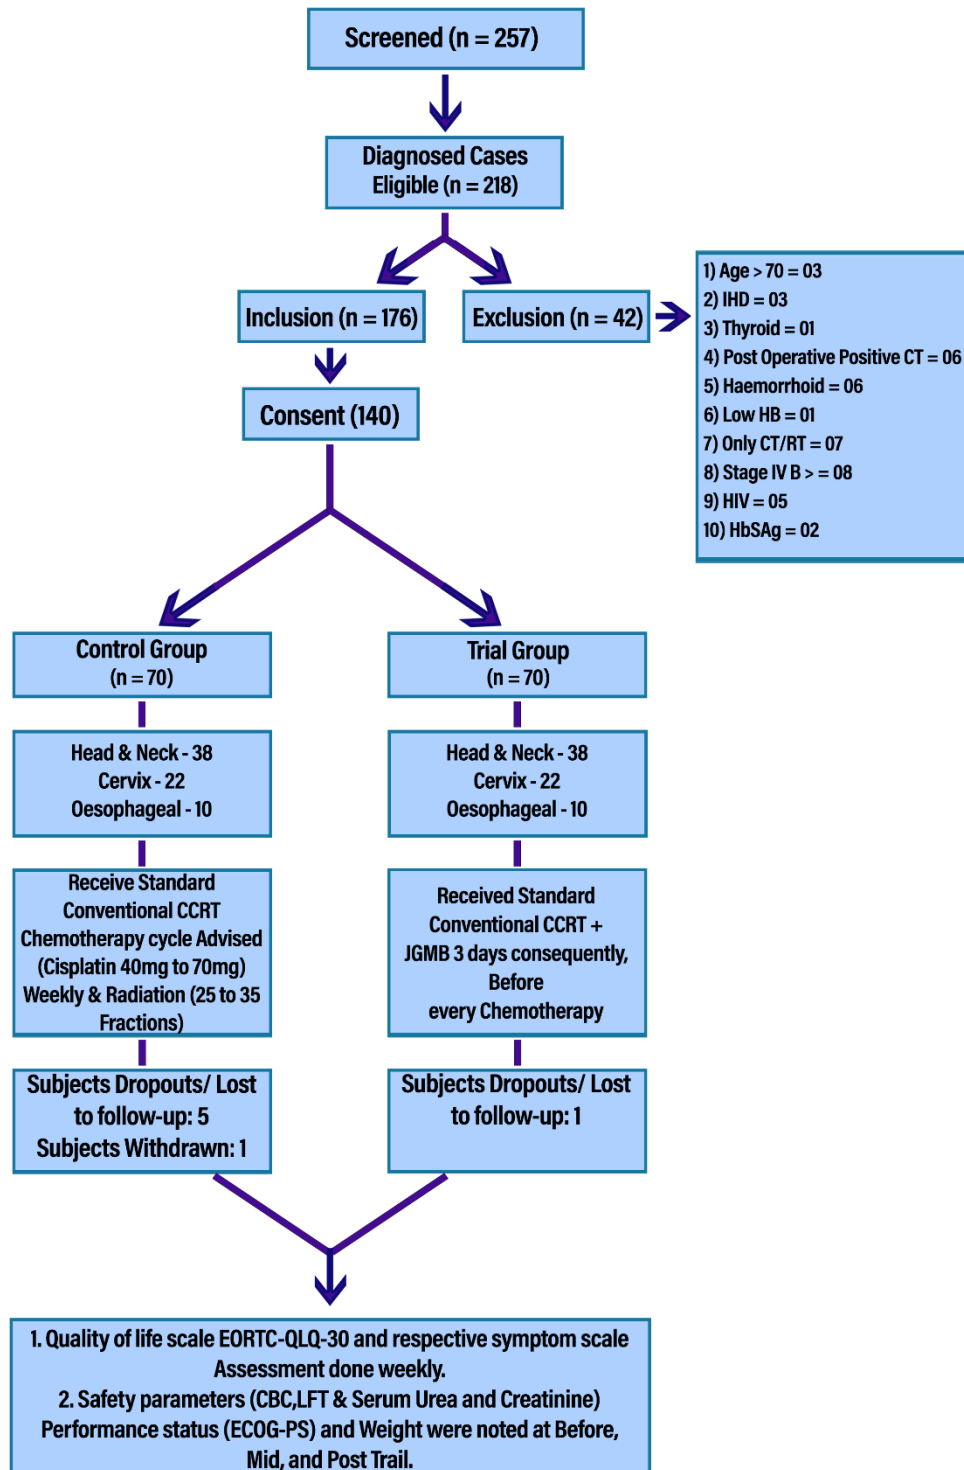 Screened (n = 257)
Diagnosed Cases
Eligible (n = 218)
Inclusion (n = 176)
Exclusion (n = 42)
1) Age > 70 = 03
2) IHD = 03
3) Thyroid = 01
4) Post Operative Positive CT = 06
5) Haemorrhoid = 06
6) Low HB = 01
7) Only CT/RT = 07
8) Stage IV B > = 08
9) HIV = 05
10) HbSAg = 02
Consent (140)
Control Group
(n = 70)
Head & Neck - 38
Cervix - 22
Oesophageal - 10
Receive Standard
Conventional CCRT
Chemotherapy cycle Advised
(Cisplatin 40mg to 70mg)
Weekly & Radiation (25 to 35
Fractions)
Subjects Dropouts/ Lost
to follow-up: 5
Subjects Withdrawn: 1
Trial Group
(n = 70)
Head & Neck - 38
Cervix - 22
Oesophageal - 10
Received Standard
Conventional CCRT +
JGMB 3 days consequently,
Before
every Chemotherapy
Subjects Dropouts/ Lost
to follow-up: 1
1. Quality of life scale EORTC-QLQ-30 and respective symptom scale
Assessment done weekly.
2. Safety parameters (CBC,LFT & Serum Urea and Creatinine)
Performance status (ECOG-PS) and Weight were noted at Before,
Mid, and Post Trail.